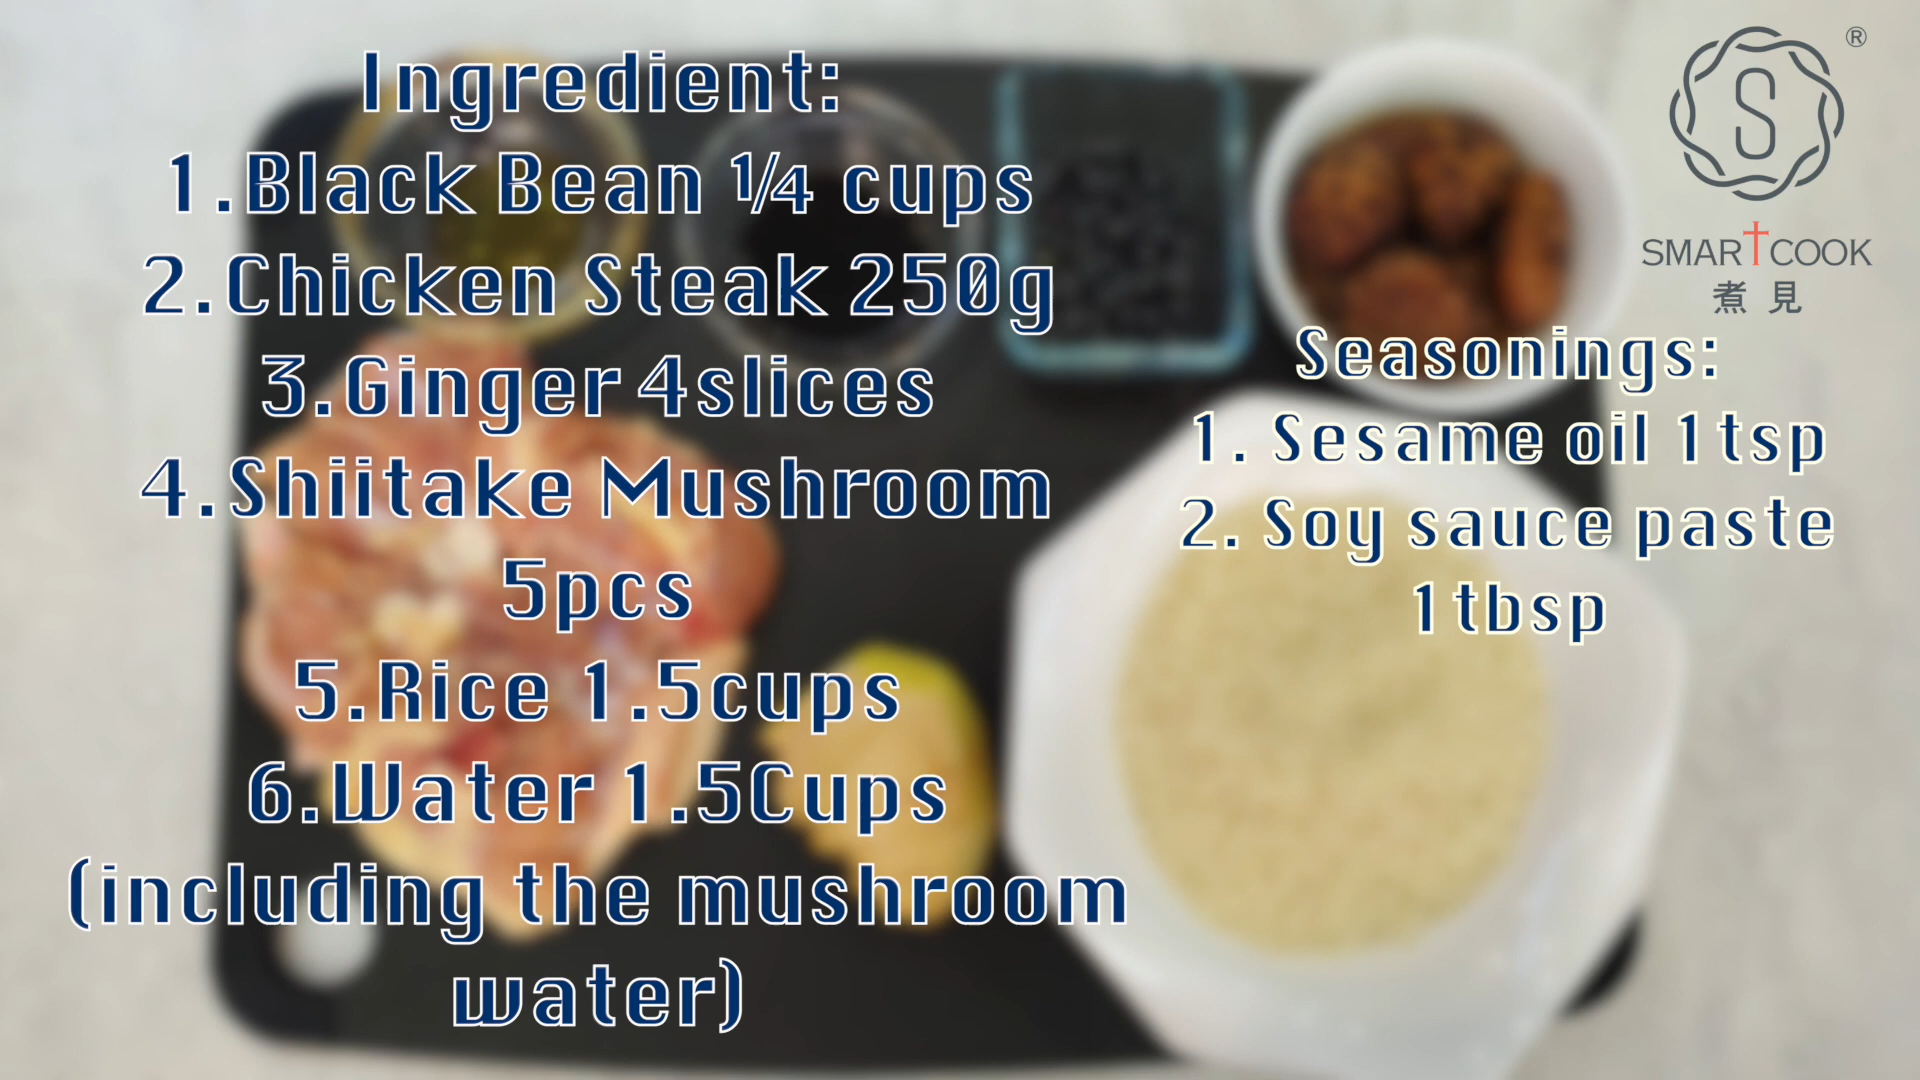 Ingredient:
1.Black Bean ¼ cups
2.Chicken Steak 250g
3.Ginger 4slices
4.Shiitake Mushroom
5pcs
5.Rice 1.5cups
6.Water 1.5Cups
(including the mushroom
water)
S ®
SMARTCOOK
煮見
Seasonings:
1. Sesame oil 1tsp
2. Soy sauce paste
1tbsp